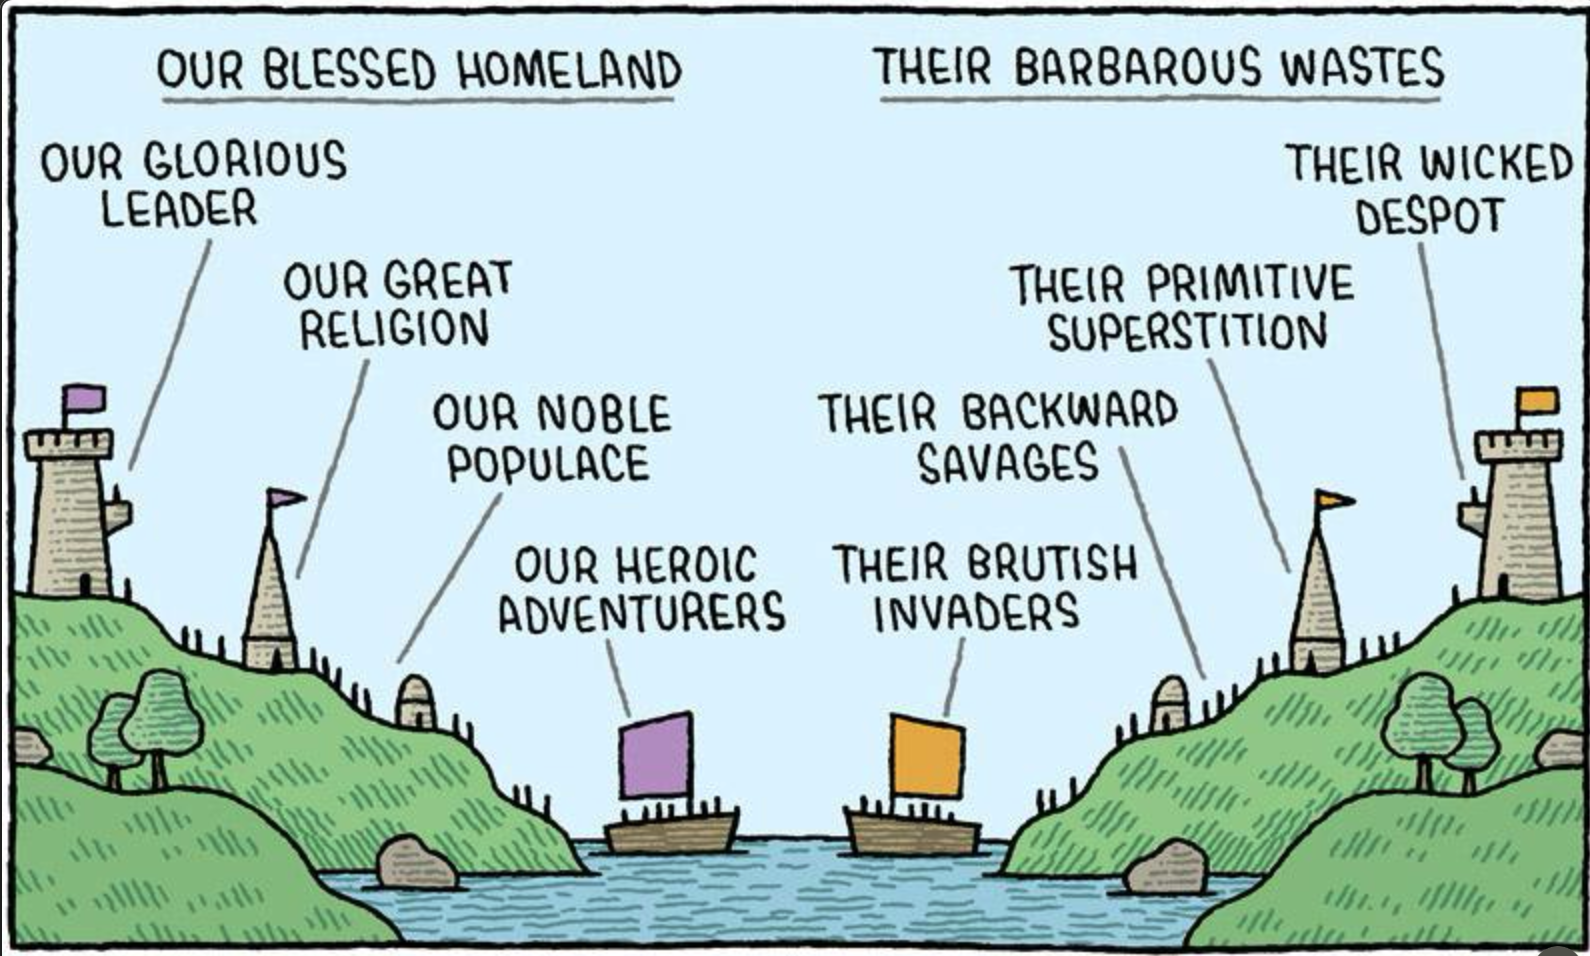 OUR BLESSED HOMELAND
THEIR BARBAROUS WASTES
OUR GLORIOUS
LEADER
THEIR WICKED
DESPOT
OUR GREAT
RELIGION
THEIR PRIMITIVE
SUPERSTITION
OUR NOBLE
POPULACE
THEIR BACKWARD
SAVAGES
OUR HEROIC
ADVENTURERS
THEIR BRUTISH
INVADERS